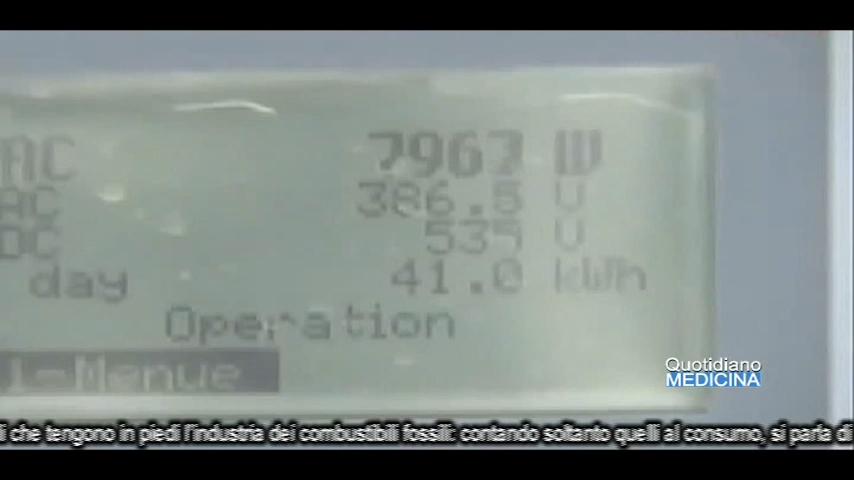 AC 7967 W
AC 386.5 V
DC 535 V
day 41.0 kWh
Operation
Menue
Quotidiano
MEDICINA
che tengono in piedi l'industria dei combustibili fossili: contando soltanto quelli al consumo, si parla di